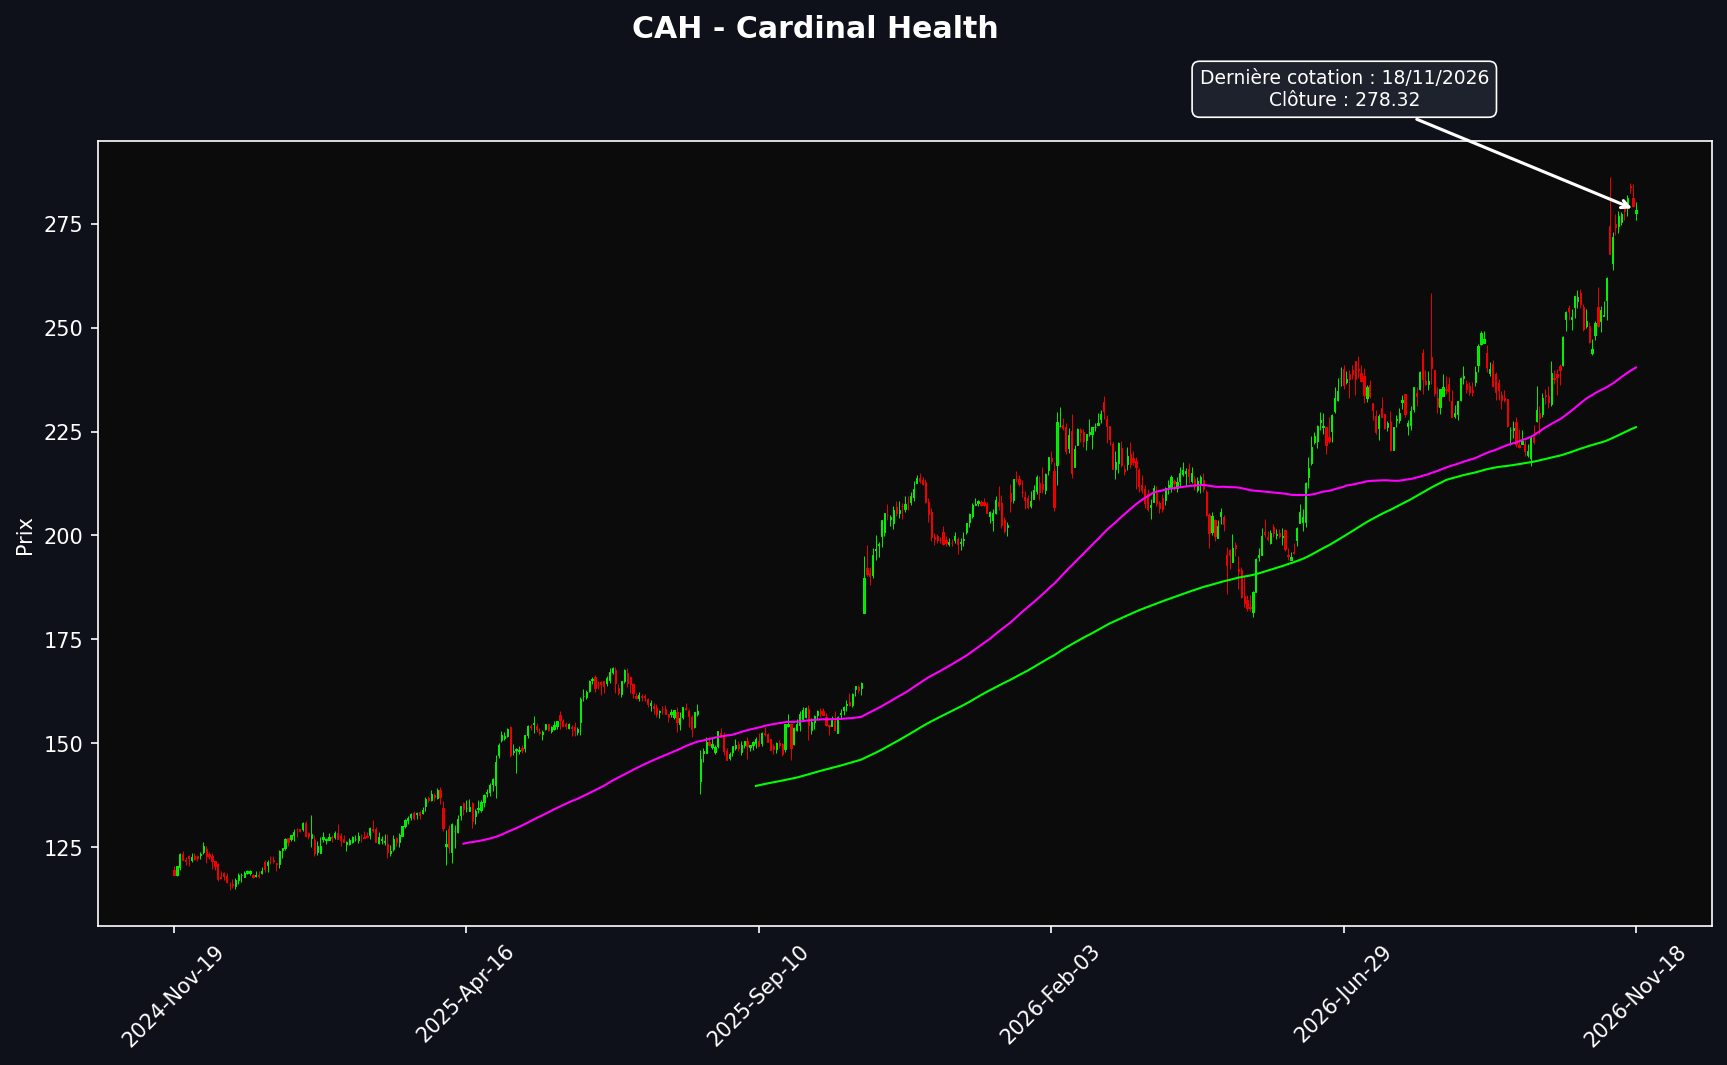 CAH - Cardinal Health
Dernière cotation : 18/11/2026
Clôture : 278.32
Prix
275
250
225
200
175
150
125
2024-Nov-19
2025-Apr-16
2025-Sep-10
2026-Feb-03
2026-Jun-29
2026-Nov-18